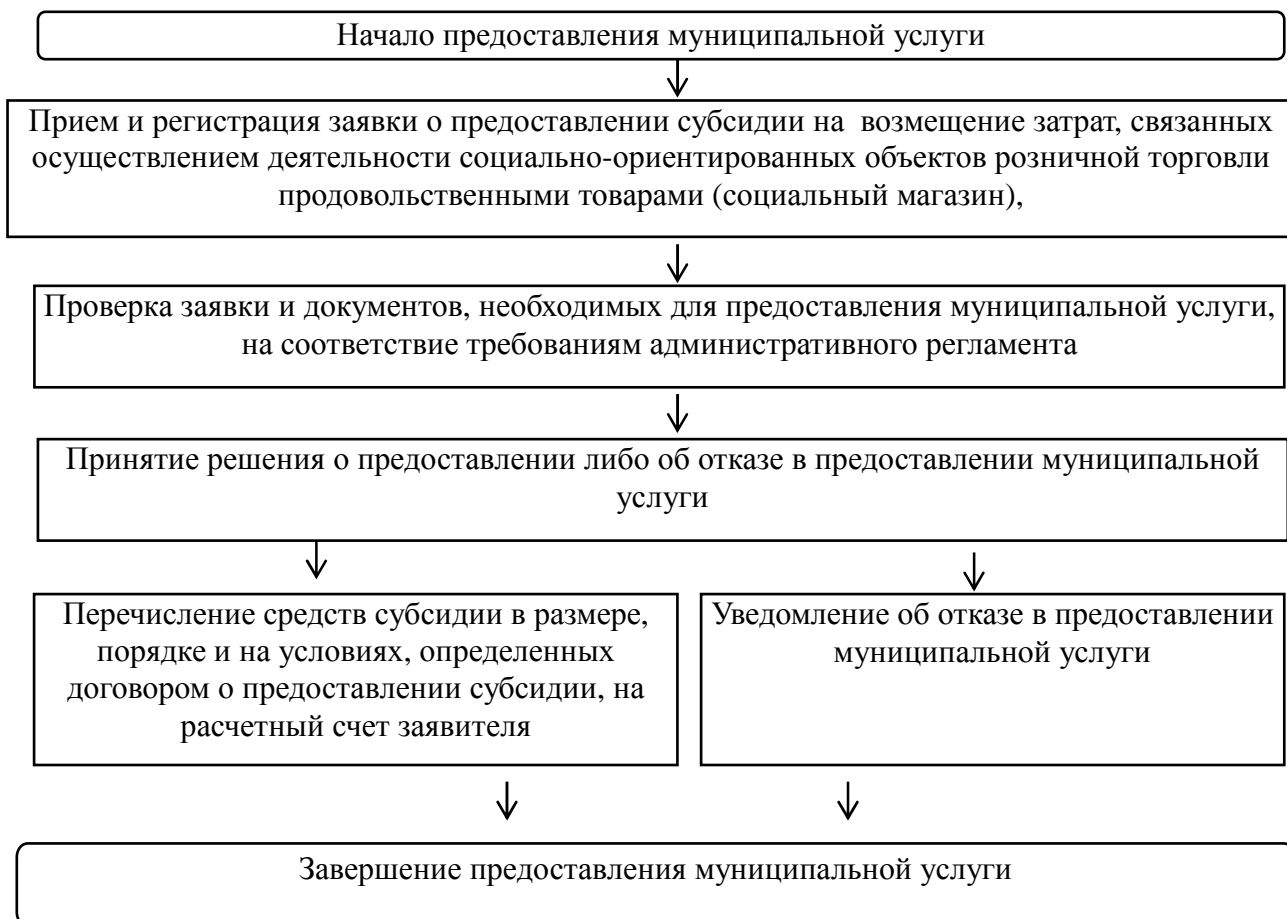 Начало предоставления муниципальной услуги
Прием и регистрация заявки о предоставлении субсидии на возмещение затрат, связанных
осуществлением деятельности социально-ориентированных объектов розничной торговли
продовольственными товарами (социальный магазин),
Проверка заявки и документов, необходимых для предоставления муниципальной услуги,
на соответствие требованиям административного регламента
Принятие решения о предоставлении либо об отказе в предоставлении муниципальной
услуги
Перечисление средств субсидии в размере,
порядке и на условиях, определенных
договором о предоставлении субсидии, на
расчетный счет заявителя
Уведомление об отказе в предоставлении
муниципальной услуги
Завершение предоставления муниципальной услуги